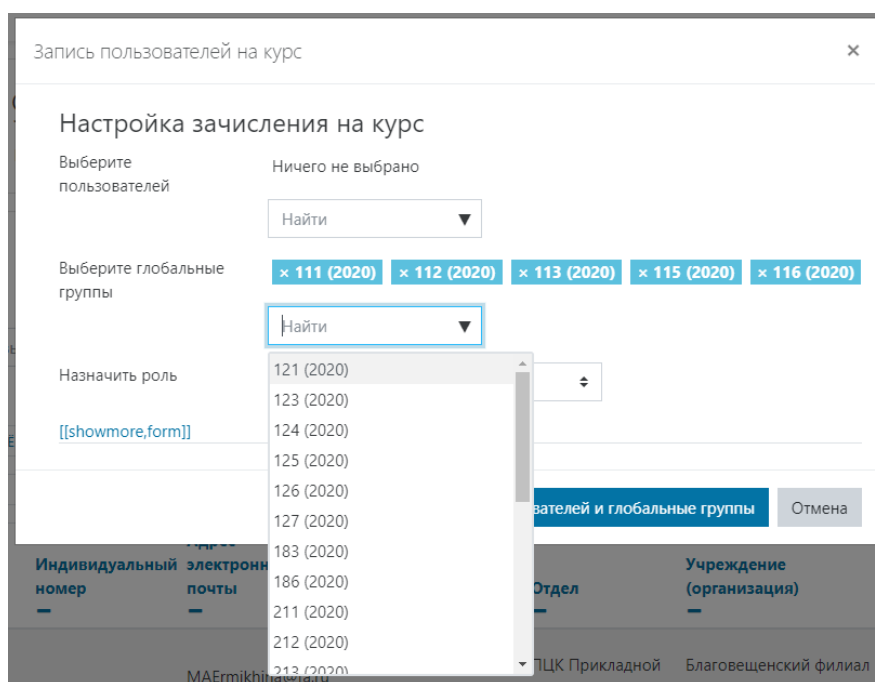 Запись пользователей на курс ×
Настройка зачисления на курс
Выберите
пользователей
Ничего не выбрано
Найти ▼
Выберите глобальные
группы
× 111 (2020) × 112 (2020) × 113 (2020) × 115 (2020) × 116 (2020)
Найти ▼
Назначить роль
121 (2020)
123 (2020)
124 (2020)
125 (2020)
126 (2020)
127 (2020)
183 (2020)
186 (2020)
211 (2020)
212 (2020)
213 (2020)
[[showmore,form]]
и глобальные группы
Отмена
Индивидуальный
номер
почты
Отдел
Учреждение
(организация)
ПЦК Прикладной
Благовещенский филиал